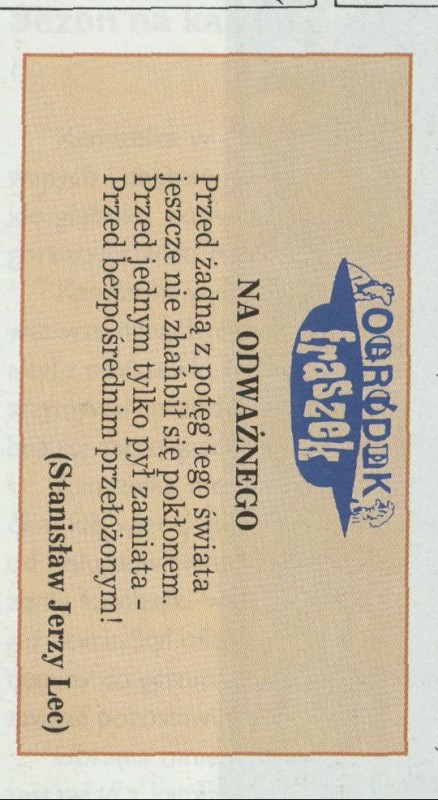 OGRÓDEK
fraszek
NA ODWAŻNEGO
Przed żadną z potęg tego świata
jeszcze nie zhańbił się pokłonem.
Przed jednym tylko pył zamiata -
Przed bezpośrednim przełożonym!
(Stanisław Jerzy Lec)